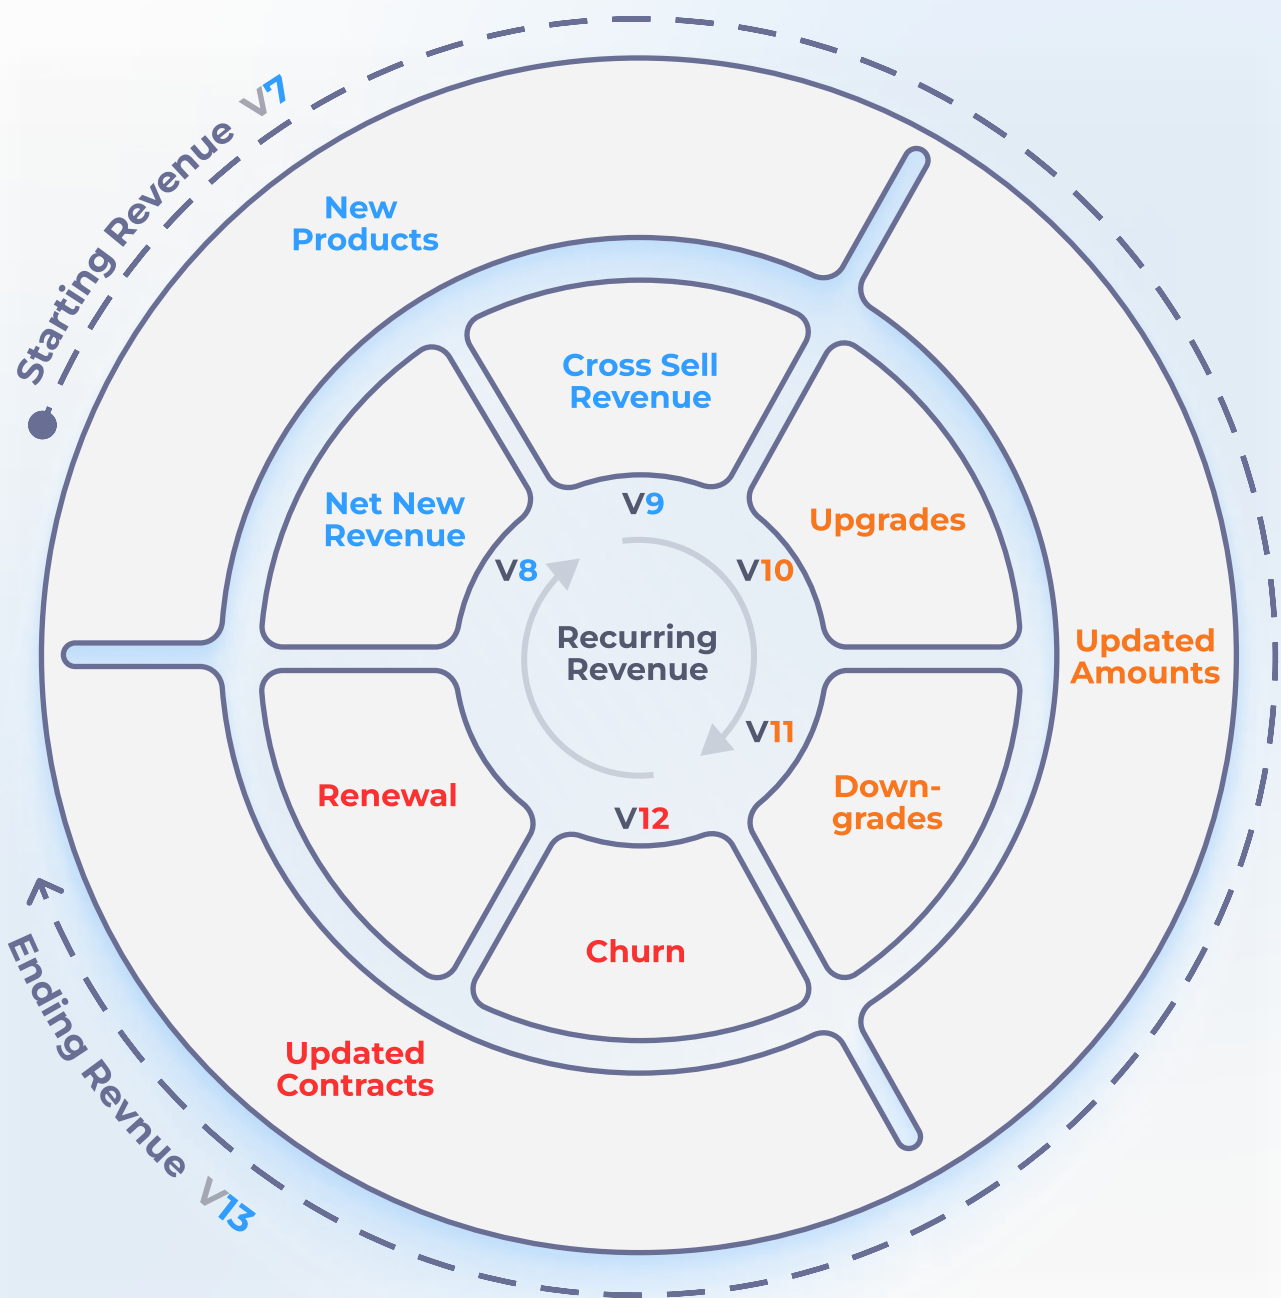 Starting Revenue V7
New
Products
Cross Sell
Revenue
Net New
Revenue
V9
Upgrades
V8
V10
Recurring
Revenue
Updated
Amounts
V11
Renewal
Down-
grades
V12
Churn
Updated
Contracts
Ending Revnue V13